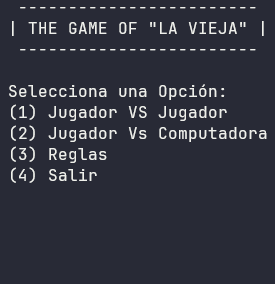 ------------------------
| THE GAME OF "LA VIEJA" |
------------------------
Selecciona una Opción:
(1) Jugador VS Jugador
(2) Jugador Vs Computadora
(3) Reglas
(4) Salir